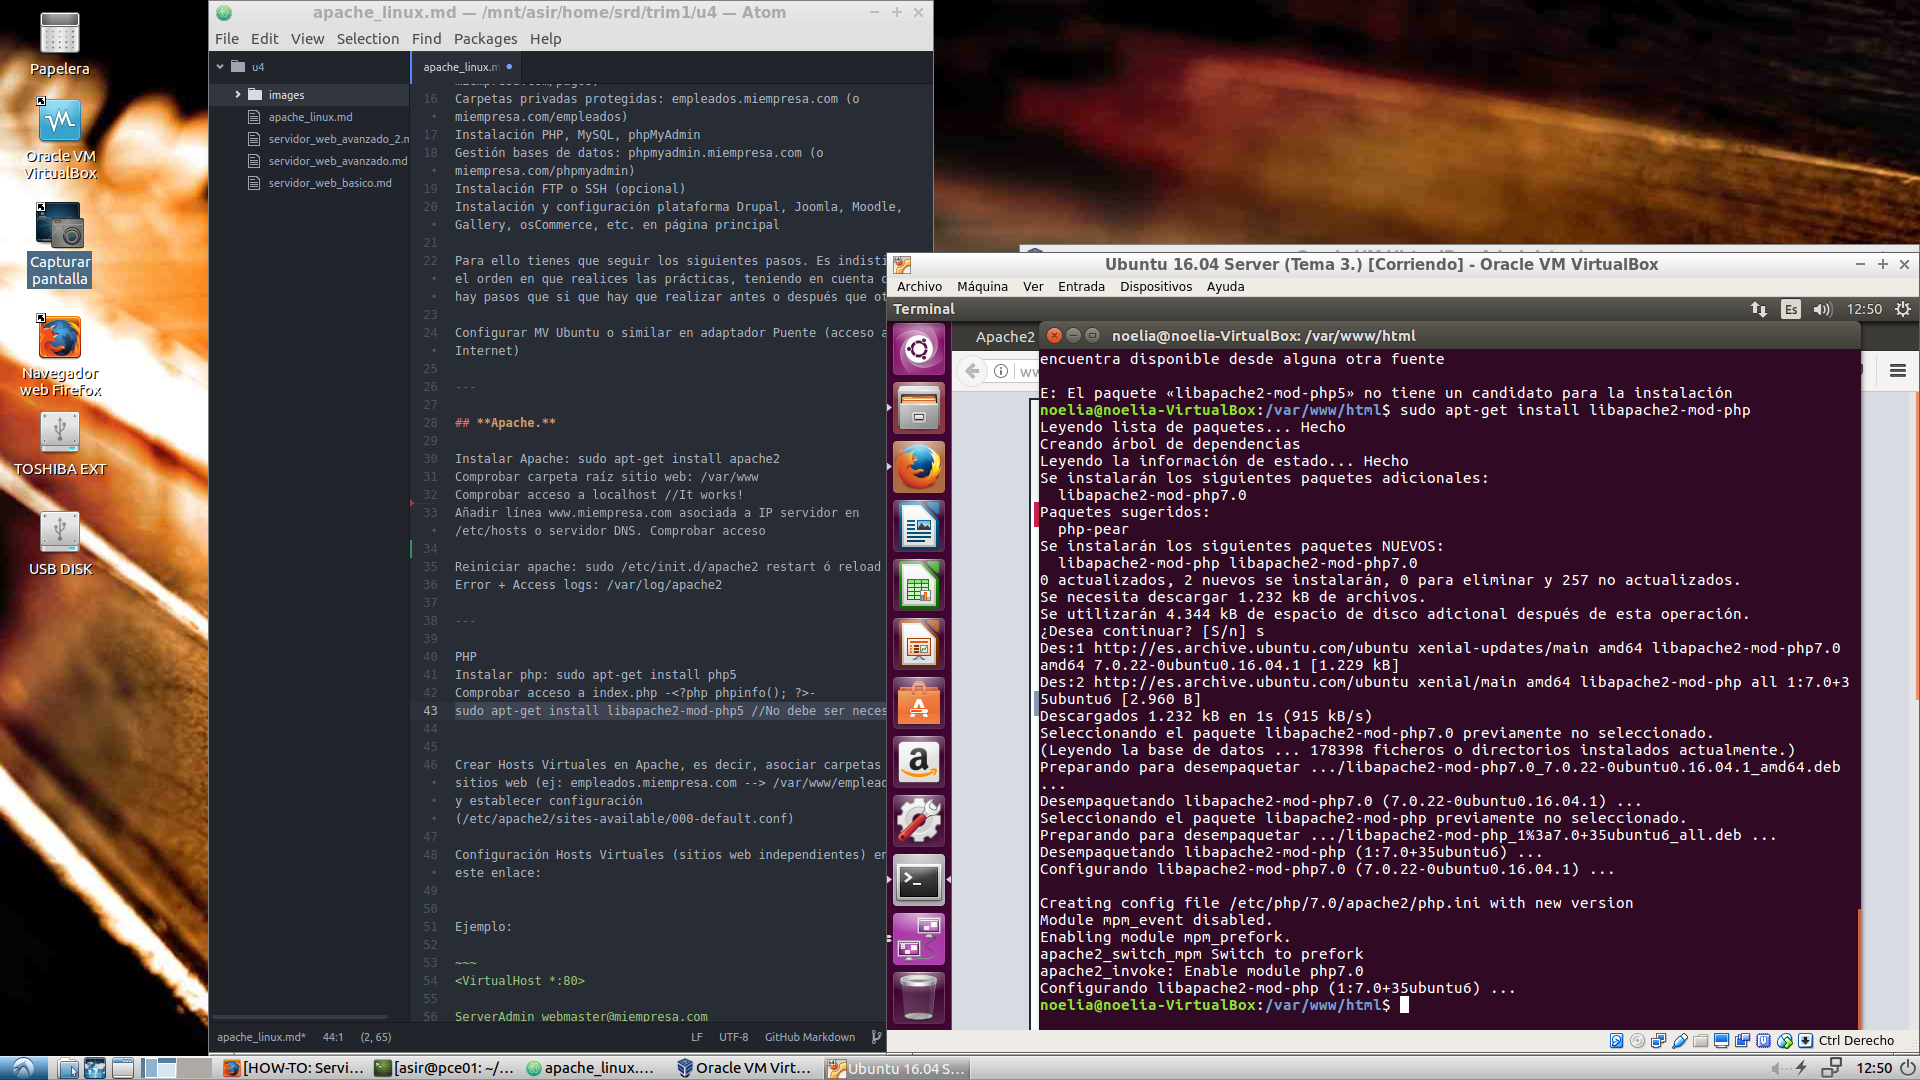 Papelera
Oracle VM
VirtualBox
Capturar
pantalla
Navegador
web Firefox
TOSHIBA EXT
USB DISK
apache_linux.md — /mnt/asir/home/srd/trim1/u4 — Atom
File Edit View Selection Find Packages Help
u4
images
apache_linux.md
servidor_web_avanzado_2.m
servidor_web_avanzado.md
servidor_web_basico.md
apache_linux.m
16 Carpetas privadas protegidas: empleados.miempresa.com (o
miempresa.com/empleados)
17 Instalación PHP, MySQL, phpMyAdmin
18 Gestión bases de datos: phpmyadmin.miempresa.com (o
miempresa.com/phpmyadmin)
19 Instalación FTP o SSH (opcional)
20 Instalación y configuración plataforma Drupal, Joomla, Moodle,
Gallery, osCommerce, etc. en página principal
21
22 Para ello tienes que seguir los siguientes pasos. Es indisti
el orden en que realices las prácticas, teniendo en cuenta
hay pasos que si que hay que realizar antes o después que ot
23
24 Configurar MV Ubuntu o similar en adaptador Puente (acceso a
Internet)
25
26 ---
27
28 ## **Apache.**
29
30 Instalar Apache: sudo apt-get install apache2
31 Comprobar carpeta raíz sitio web: /var/www
32 Comprobar acceso a localhost //It works!
33 Añadir línea www.miempresa.com asociada a IP servidor en
/etc/hosts o servidor DNS. Comprobar acceso
34
35 Reiniciar apache: sudo /etc/init.d/apache2 restart ó reload
36 Error + Access logs: /var/log/apache2
37
38 ---
39
40 PHP
41 Instalar php: sudo apt-get install php5
42 Comprobar acceso a index.php -<?php phpinfo(); ?>-
43 sudo apt-get install libapache2-mod-php5 //No debe ser neces
44
45
46 Crear Hosts Virtuales en Apache, es decir, asociar carpetas
sitios web (ej: empleados.miempresa.com --> /var/www/emplead
y establecer configuración
(/etc/apache2/sites-available/000-default.conf)
47
48 Configuración Hosts Virtuales (sitios web independientes) en
este enlace:
49
50
51 Ejemplo:
52
53 ~~~
54 <VirtualHost *:80>
55
56 ServerAdmin webmaster@miempresa.com
apache_linux.md* 44:1 (2, 65) LF UTF-8 GitHub Markdown
Ubuntu 16.04 Server (Tema 3.) [Corriendo] - Oracle VM VirtualBox
Archivo Máquina Ver Entrada Dispositivos Ayuda
Terminal Es 12:50
Apache2
ww
noelia@noelia-VirtualBox: /var/www/html
encuentra disponible desde alguna otra fuente
E: El paquete «libapache2-mod-php5» no tiene un candidato para la instalación
noelia@noelia-VirtualBox:/var/www/html$ sudo apt-get install libapache2-mod-php
Leyendo lista de paquetes... Hecho
Creando árbol de dependencias
Leyendo la información de estado... Hecho
Se instalarán los siguientes paquetes adicionales:
libapache2-mod-php7.0
Paquetes sugeridos:
php-pear
Se instalarán los siguientes paquetes NUEVOS:
libapache2-mod-php libapache2-mod-php7.0
0 actualizados, 2 nuevos se instalarán, 0 para eliminar y 257 no actualizados.
Se necesita descargar 1.232 kB de archivos.
Se utilizarán 4.344 kB de espacio de disco adicional después de esta operación.
¿Desea continuar? [S/n] s
Des:1 http://es.archive.ubuntu.com/ubuntu xenial-updates/main amd64 libapache2-mod-php7.0
amd64 7.0.22-0ubuntu0.16.04.1 [1.229 kB]
Des:2 http://es.archive.ubuntu.com/ubuntu xenial/main amd64 libapache2-mod-php all 1:7.0+3
5ubuntu6 [2.960 B]
Descargados 1.232 kB en 1s (915 kB/s)
Seleccionando el paquete libapache2-mod-php7.0 previamente no seleccionado.
(Leyendo la base de datos ... 178398 ficheros o directorios instalados actualmente.)
Preparando para desempaquetar .../libapache2-mod-php7.0_7.0.22-0ubuntu0.16.04.1_amd64.deb
...
Desempaquetando libapache2-mod-php7.0 (7.0.22-0ubuntu0.16.04.1) ...
Seleccionando el paquete libapache2-mod-php previamente no seleccionado.
Preparando para desempaquetar .../libapache2-mod-php_1%3a7.0+35ubuntu6_all.deb ...
Desempaquetando libapache2-mod-php (1:7.0+35ubuntu6) ...
Configurando libapache2-mod-php7.0 (7.0.22-0ubuntu0.16.04.1) ...
Creating config file /etc/php/7.0/apache2/php.ini with new version
Module mpm_event disabled.
Enabling module mpm_prefork.
apache2_switch_mpm Switch to prefork
apache2_invoke: Enable module php7.0
Configurando libapache2-mod-php (1:7.0+35ubuntu6) ...
noelia@noelia-VirtualBox:/var/www/html$
Ctrl Derecho
[HOW-TO: Servi... [asir@pce01: ~/... apache_linux.... Oracle VM Virt... Ubuntu 16.04 S... 12:50